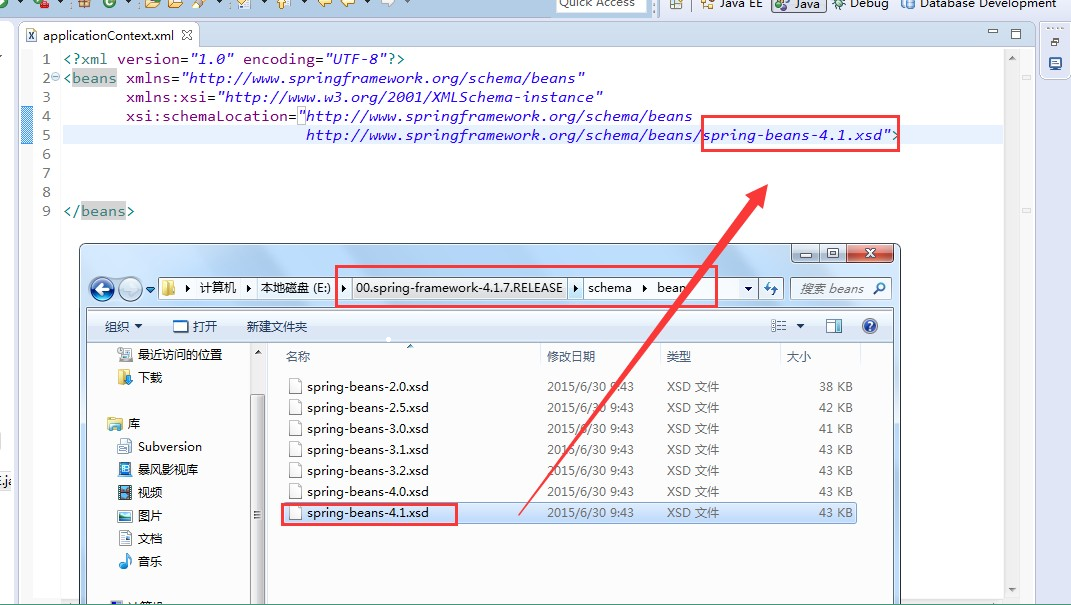 Quick Access
Java EE
Java
Debug
Database Development
applicationContext.xml
1 <?xml version="1.0" encoding="UTF-8"?>
2 <beans xmlns="http://www.springframework.org/schema/beans"
3 xmlns:xsi="http://www.w3.org/2001/XMLSchema-instance"
4 xsi:schemaLocation="http://www.springframework.org/schema/beans
5 http://www.springframework.org/schema/beans/spring-beans-4.1.xsd">
6
7
8
9 </beans>
计算机 本地磁盘 (E:) 00.spring-framework-4.1.7.RELEASE schema bean 搜索 beans
组织 打开 新建文件夹
名称 修改日期 类型 大小
最近访问的位置
下载
库
Subversion
暴风影视库
视频
图片
文档
音乐
spring-beans-2.0.xsd 2015/6/30 9:43 XSD 文件 38 KB
spring-beans-2.5.xsd 2015/6/30 9:43 XSD 文件 42 KB
spring-beans-3.0.xsd 2015/6/30 9:43 XSD 文件 41 KB
spring-beans-3.1.xsd 2015/6/30 9:43 XSD 文件 43 KB
spring-beans-3.2.xsd 2015/6/30 9:43 XSD 文件 43 KB
spring-beans-4.0.xsd 2015/6/30 9:43 XSD 文件 43 KB
spring-beans-4.1.xsd 2015/6/30 9:43 XSD 文件 43 KB